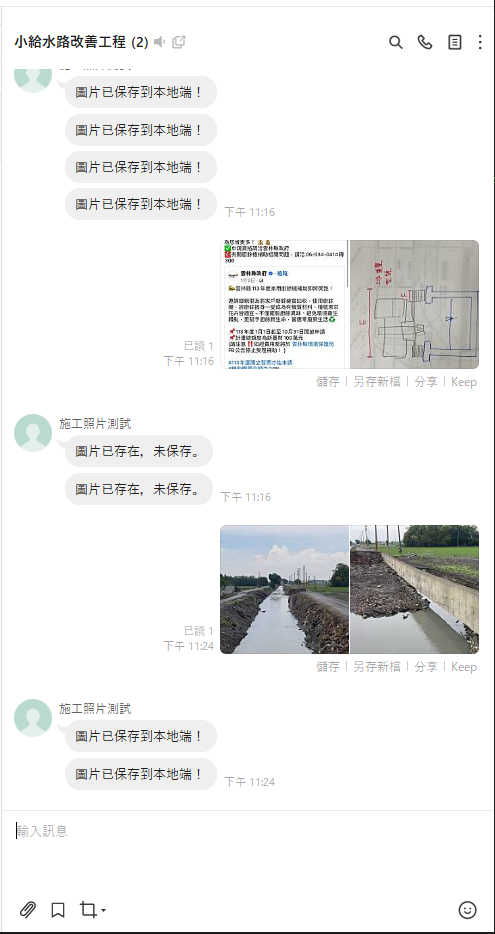 小給水路改善工程 (2)
圖片已保存到本地端！
圖片已保存到本地端！
圖片已保存到本地端！
圖片已保存到本地端！
下午 11:16
雲林縣政府
已讀 1
下午 11:16
儲存 | 另存新檔 | 分享 | Keep
施工照片測試
圖片已存在，未保存。
圖片已存在，未保存。
下午 11:16
已讀 1
下午 11:24
儲存 | 另存新檔 | 分享 | Keep
施工照片測試
圖片已保存到本地端！
圖片已保存到本地端！
下午 11:24
輸入訊息